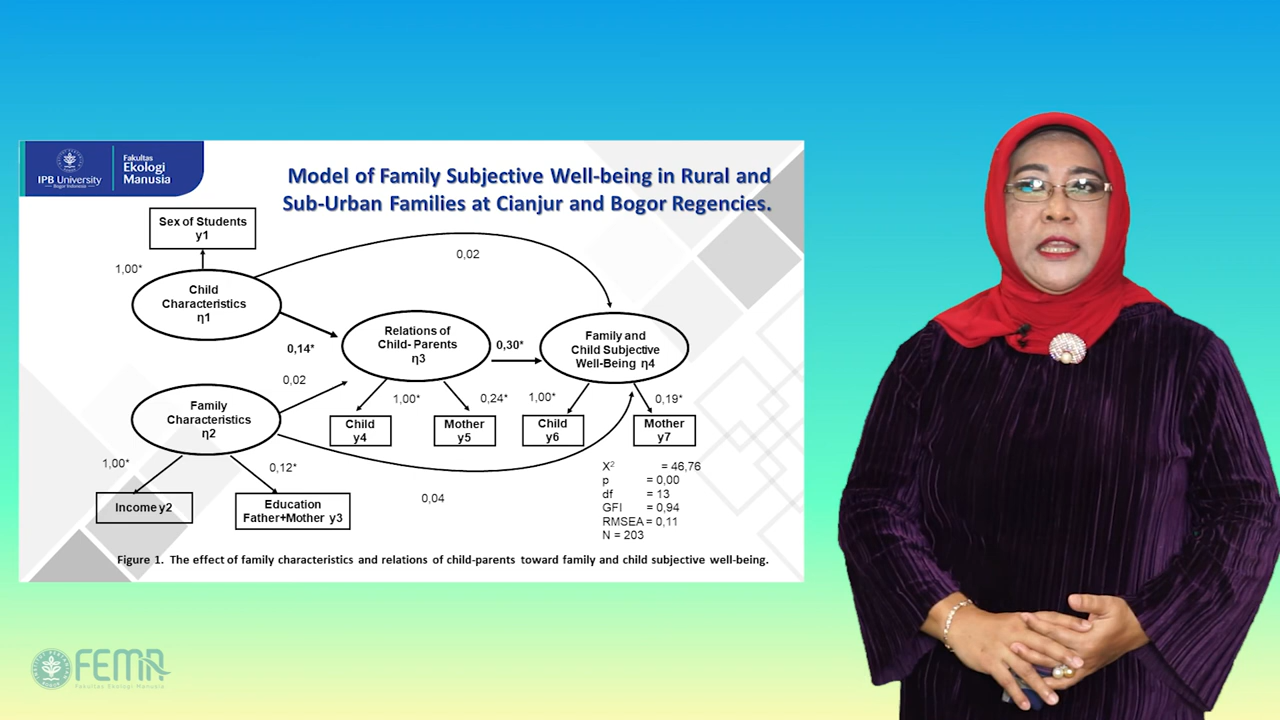 IPB University
Bogor Indonesia
Fakultas
Ekologi
Manusia
Model of Family Subjective Well-being in Rural and
Sub-Urban Families at Cianjur and Bogor Regencies.
Sex of Students
y1
1,00*
0,02
Child
Characteristics
η1
Relations of
Child- Parents
η3
0,14*
0,30*
Family and
Child Subjective
Well-Being η4
0,02
Family
Characteristics
η2
1,00*
0,24*
1,00*
0,19*
Child
y4
Mother
y5
Child
y6
Mother
y7
1,00*
0,12*
0,04
Income y2
Education
Father+Mother y3
X² = 46,76
p = 0,00
df = 13
GFI = 0,94
RMSEA = 0,11
N = 203
Figure 1. The effect of family characteristics and relations of child-parents toward family and child subjective well-being.
FEMA
Fakultas Ekologi Manusia